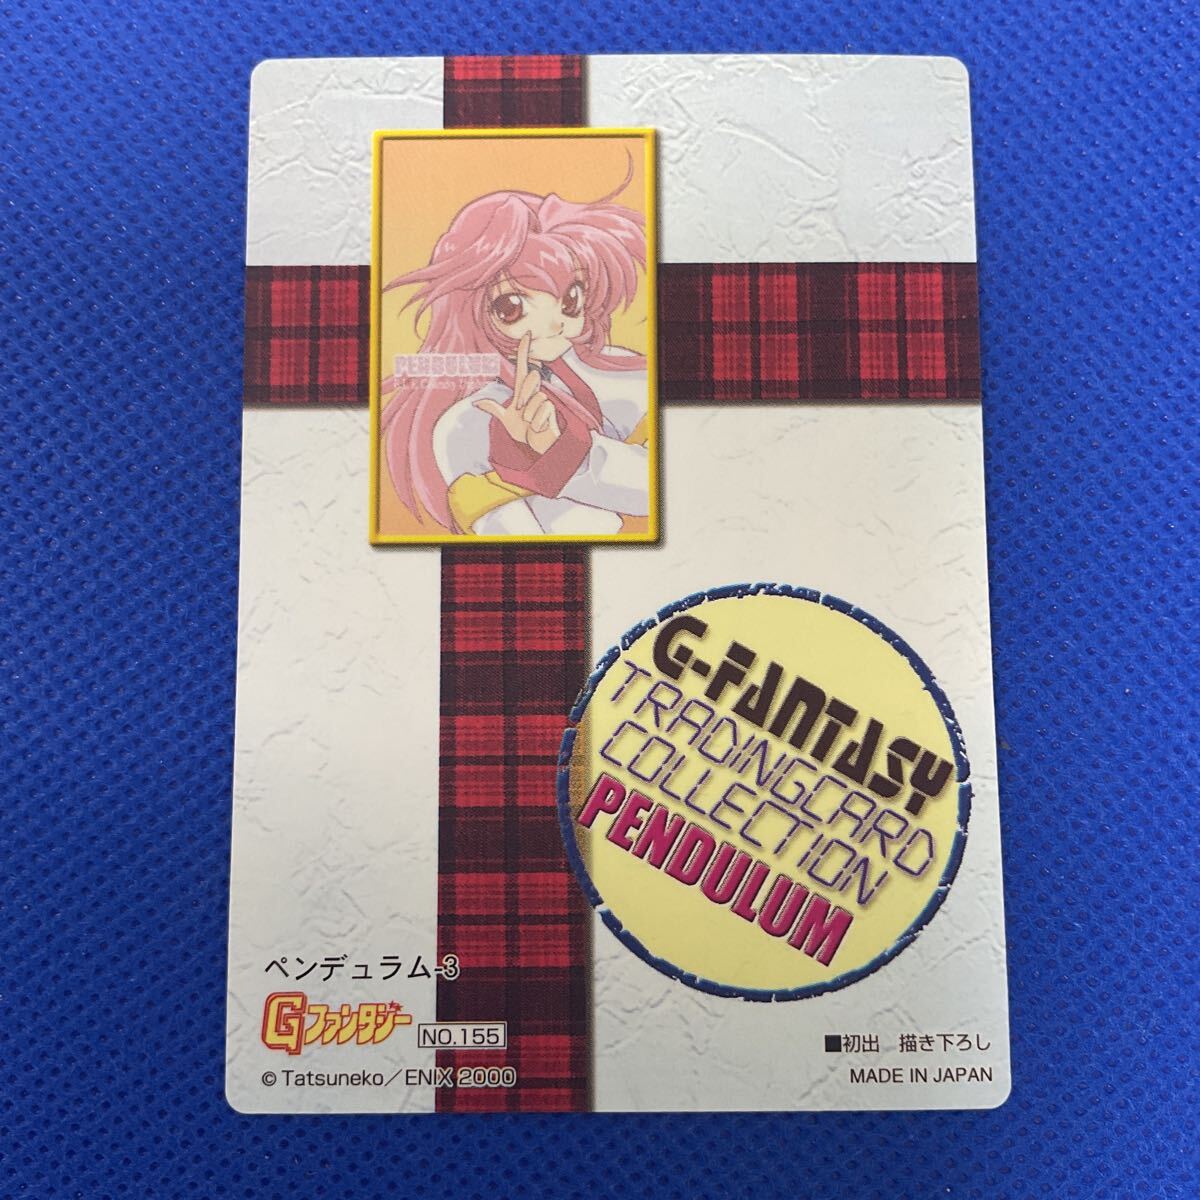 PENDULUM
G-FANTASY
TRADINGCARD
COLLECTION
PENDULUM
ペンデュラム-3
Gファンタジー
NO.155
© Tatsuneko／ENIX 2000
■初出　描き下ろし
MADE IN JAPAN